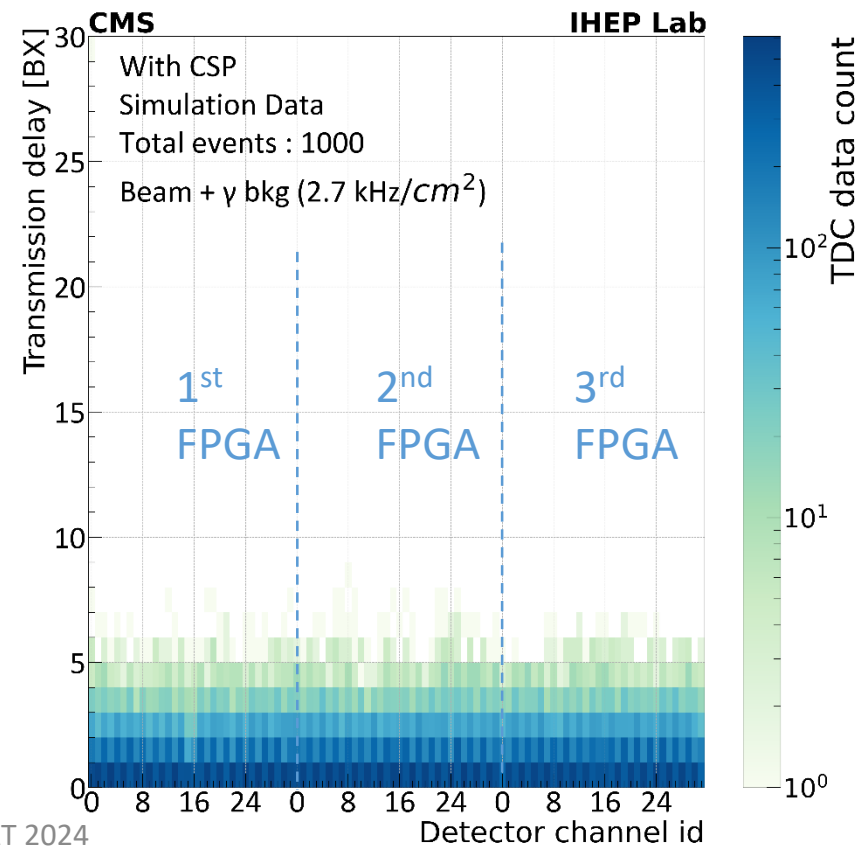 CMS IHEP Lab
With CSP
Simulation Data
Total events : 1000
Beam + γ bkg (2.7 kHz/cm²)
Transmission delay [BX]
30
25
20
15
10
5
0
1st FPGA
2nd FPGA
3rd FPGA
0 8 16 24 0 8 16 24 0 8 16 24
Detector channel id
10²
10¹
10⁰
TDC data count
T 2024